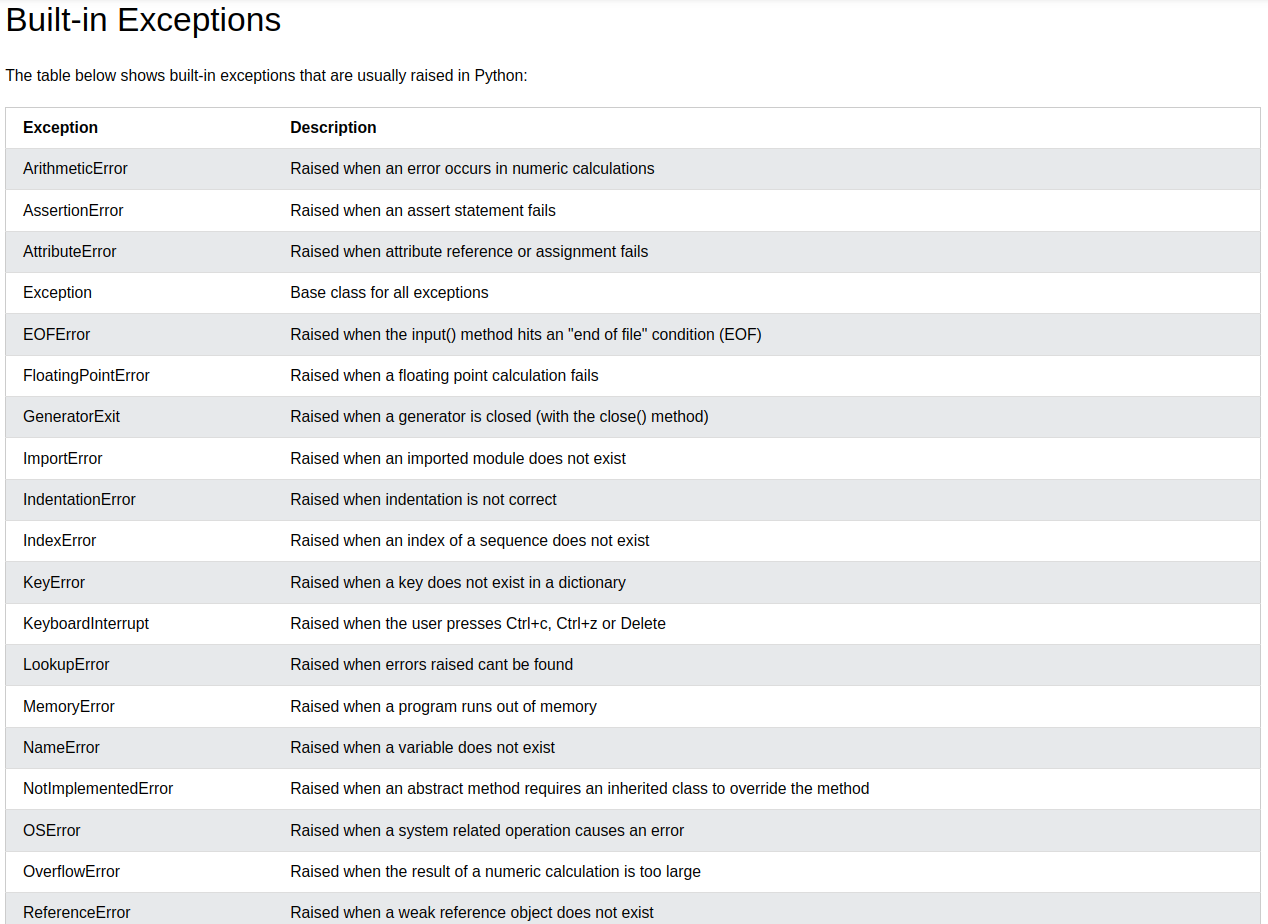 Built-in Exceptions
The table below shows built-in exceptions that are usually raised in Python:
Exception Description
ArithmeticError Raised when an error occurs in numeric calculations
AssertionError Raised when an assert statement fails
AttributeError Raised when attribute reference or assignment fails
Exception Base class for all exceptions
EOFError Raised when the input() method hits an "end of file" condition (EOF)
FloatingPointError Raised when a floating point calculation fails
GeneratorExit Raised when a generator is closed (with the close() method)
ImportError Raised when an imported module does not exist
IndentationError Raised when indentation is not correct
IndexError Raised when an index of a sequence does not exist
KeyError Raised when a key does not exist in a dictionary
KeyboardInterrupt Raised when the user presses Ctrl+c, Ctrl+z or Delete
LookupError Raised when errors raised cant be found
MemoryError Raised when a program runs out of memory
NameError Raised when a variable does not exist
NotImplementedError Raised when an abstract method requires an inherited class to override the method
OSError Raised when a system related operation causes an error
OverflowError Raised when the result of a numeric calculation is too large
ReferenceError Raised when a weak reference object does not exist